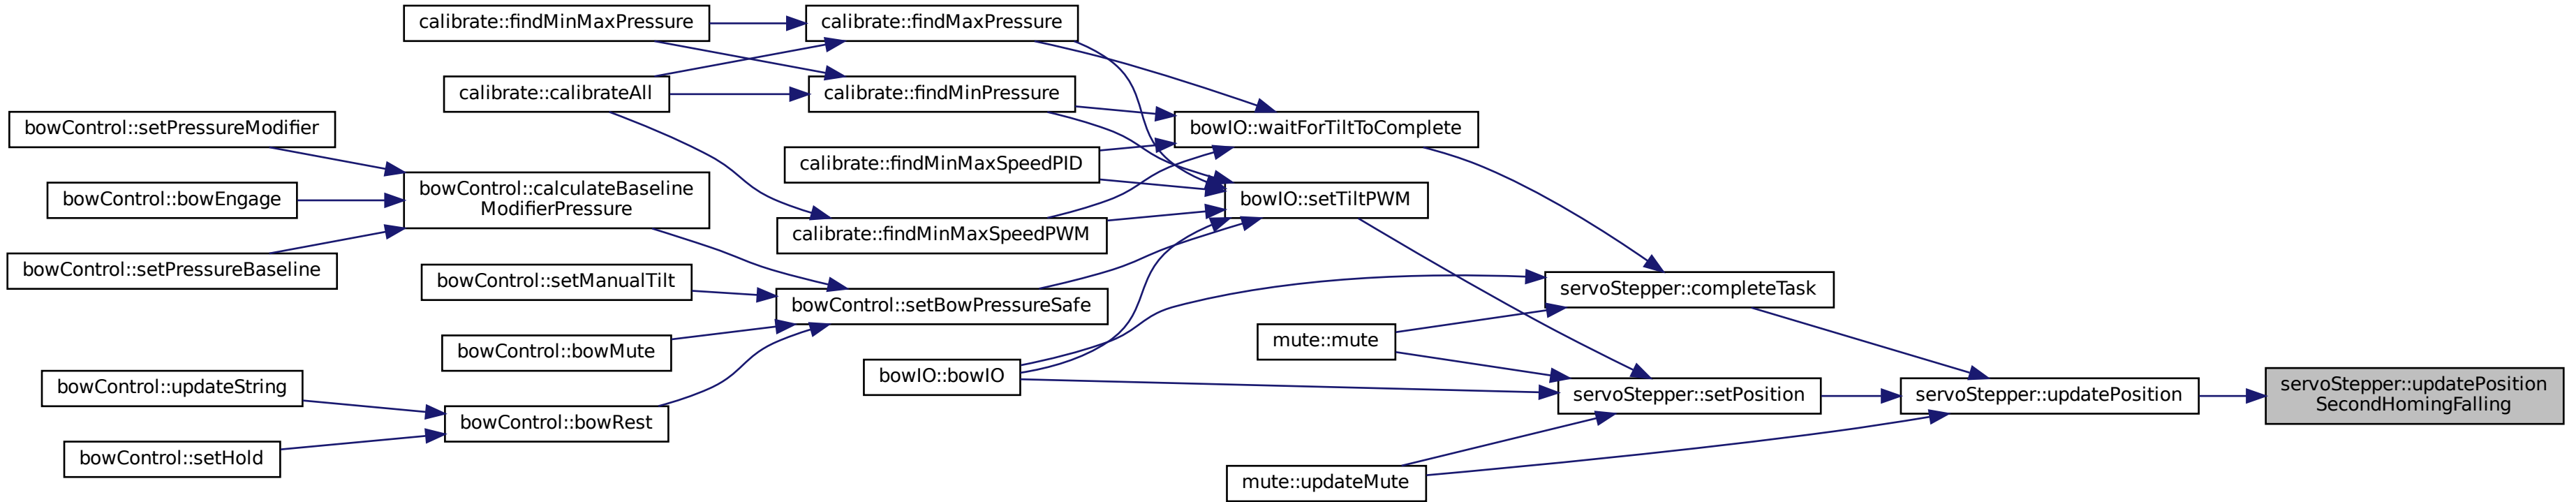 calibrate::findMinMaxPressure
calibrate::findMaxPressure
calibrate::calibrateAll
calibrate::findMinPressure
bowControl::setPressureModifier
bowIO::waitForTiltToComplete
calibrate::findMinMaxSpeedPID
bowControl::bowEngage
bowControl::calculateBaseline
ModifierPressure
bowIO::setTiltPWM
calibrate::findMinMaxSpeedPWM
bowControl::setPressureBaseline
bowControl::setManualTilt
servoStepper::completeTask
bowControl::setBowPressureSafe
mute::mute
bowControl::bowMute
bowIO::bowIO
bowControl::updateString
servoStepper::setPosition
servoStepper::updatePosition
servoStepper::updatePosition
SecondHomingFalling
bowControl::bowRest
bowControl::setHold
mute::updateMute